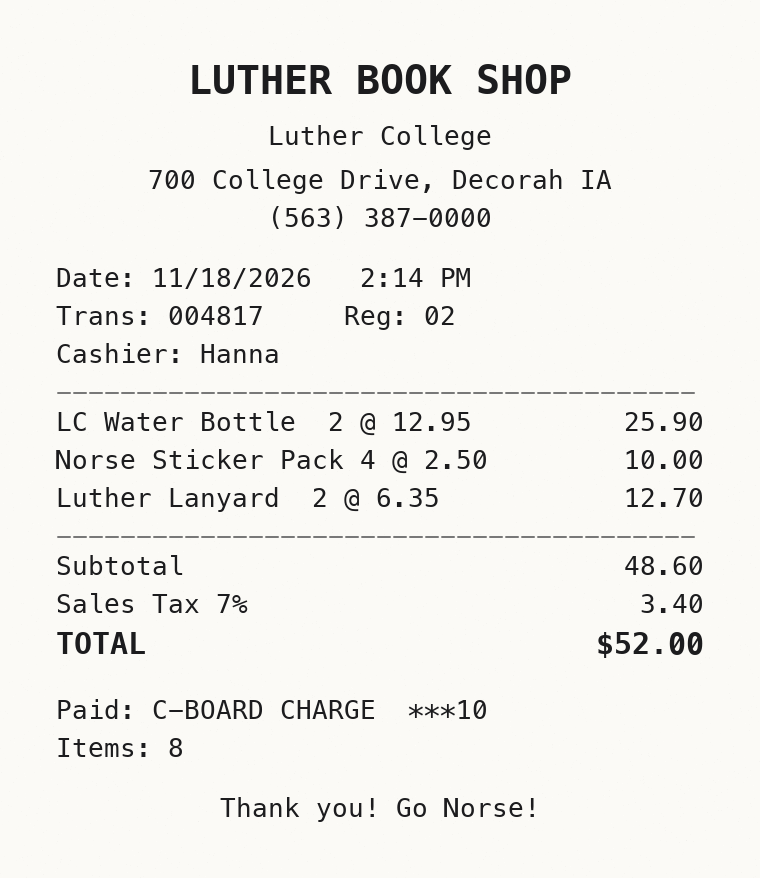 LUTHER BOOK SHOP
Luther College
700 College Drive, Decorah IA
(563) 387–0000
Date: 11/18/2026 2:14 PM
Trans: 004817 Reg: 02
Cashier: Hanna
LC Water Bottle 2 @ 12.95 25.90
Norse Sticker Pack 4 @ 2.50 10.00
Luther Lanyard 2 @ 6.35 12.70
Subtotal 48.60
Sales Tax 7% 3.40
TOTAL $52.00
Paid: C–BOARD CHARGE ***10
Items: 8
Thank you! Go Norse!